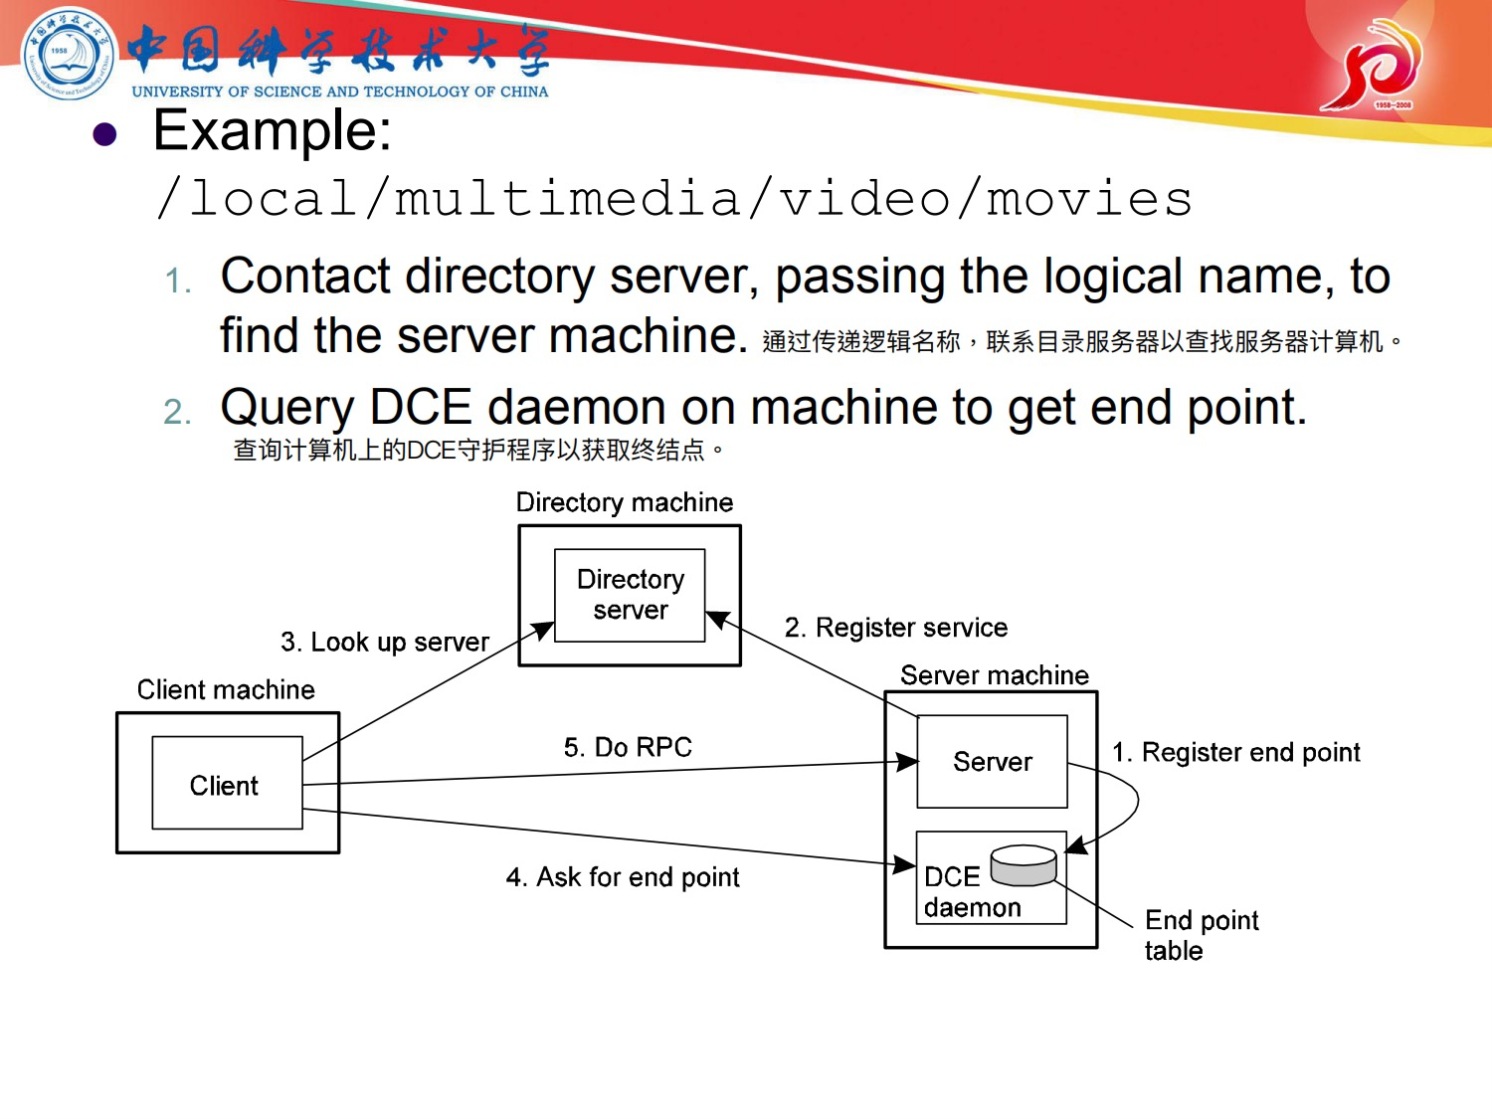 中国科学技术大学
UNIVERSITY OF SCIENCE AND TECHNOLOGY OF CHINA
1958
1958-2008
Example:
/local/multimedia/video/movies
1. Contact directory server, passing the logical name, to
find the server machine. 通过传递逻辑名称，联系目录服务器以查找服务器计算机。
2. Query DCE daemon on machine to get end point.
查询计算机上的DCE守护程序以获取终结点。
Directory machine
Directory
server
3. Look up server
2. Register service
Client machine
Server machine
Client
5. Do RPC
Server
1. Register end point
4. Ask for end point
DCE
daemon
End point
table